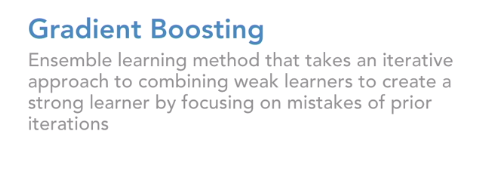 Gradient Boosting
Ensemble learning method that takes an iterative
approach to combining weak learners to create a
strong learner by focusing on mistakes of prior
iterations